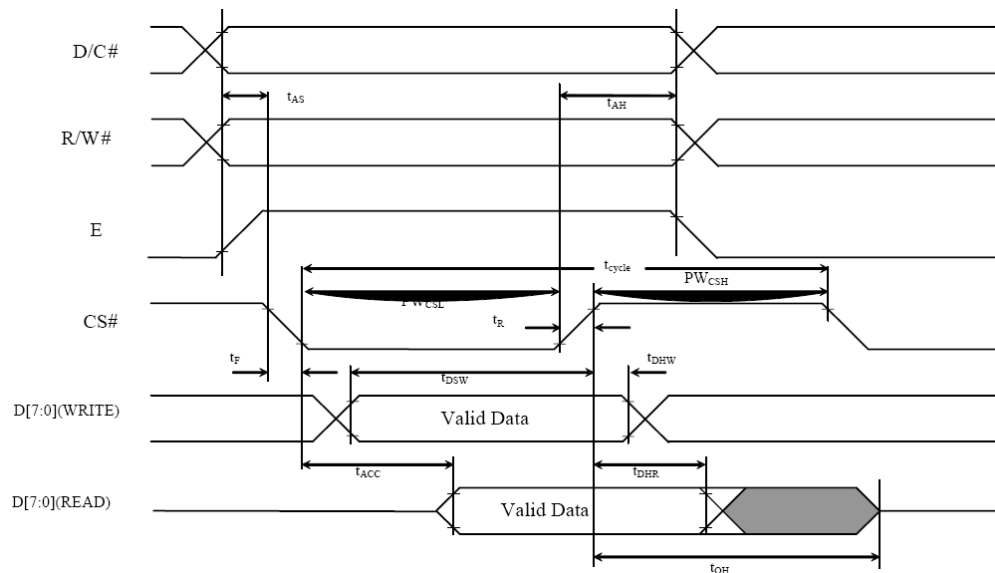 D/C#
tAS
tAH
R/W#
E
tcycle
PWCSL
PWCSH
CS#
tR
tF
tDSW
tDHW
D[7:0](WRITE)
Valid Data
tACC
tDHR
D[7:0](READ)
Valid Data
tOH